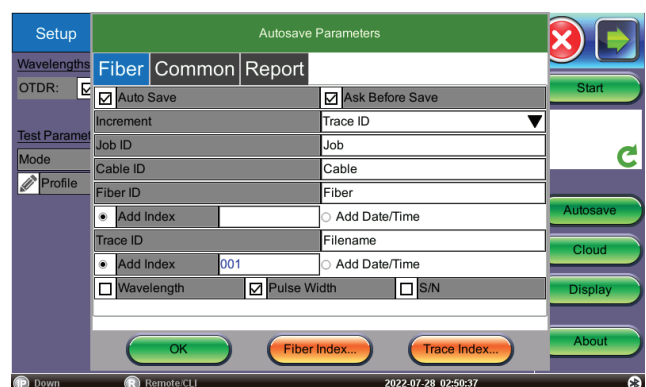 Setup
Autosave Parameters
Wavelengths
Fiber Common Report
OTDR:
Auto Save Ask Before Save
Start
Increment Trace ID
Job ID Job
Test Paramet
Mode
Cable ID Cable
Profile
Fiber ID Fiber
Add Index Add Date/Time
Autosave
Trace ID Filename
Cloud
Add Index 001 Add Date/Time
Wavelength Pulse Width S/N
Display
OK Fiber Index... Trace Index...
About
IP Down R Remote/CLI 2022-07-28 02:50:37